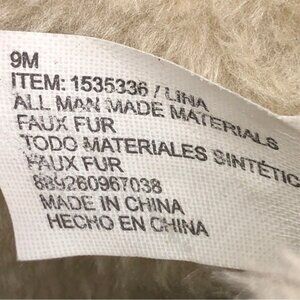 9M
ITEM: 1535336 / LINA
ALL MAN MADE MATERIALS
FAUX FUR
TODO MATERIALES SINTÉTIC
FAUX FUR
889260967038
MADE IN CHINA
HECHO EN CHINA